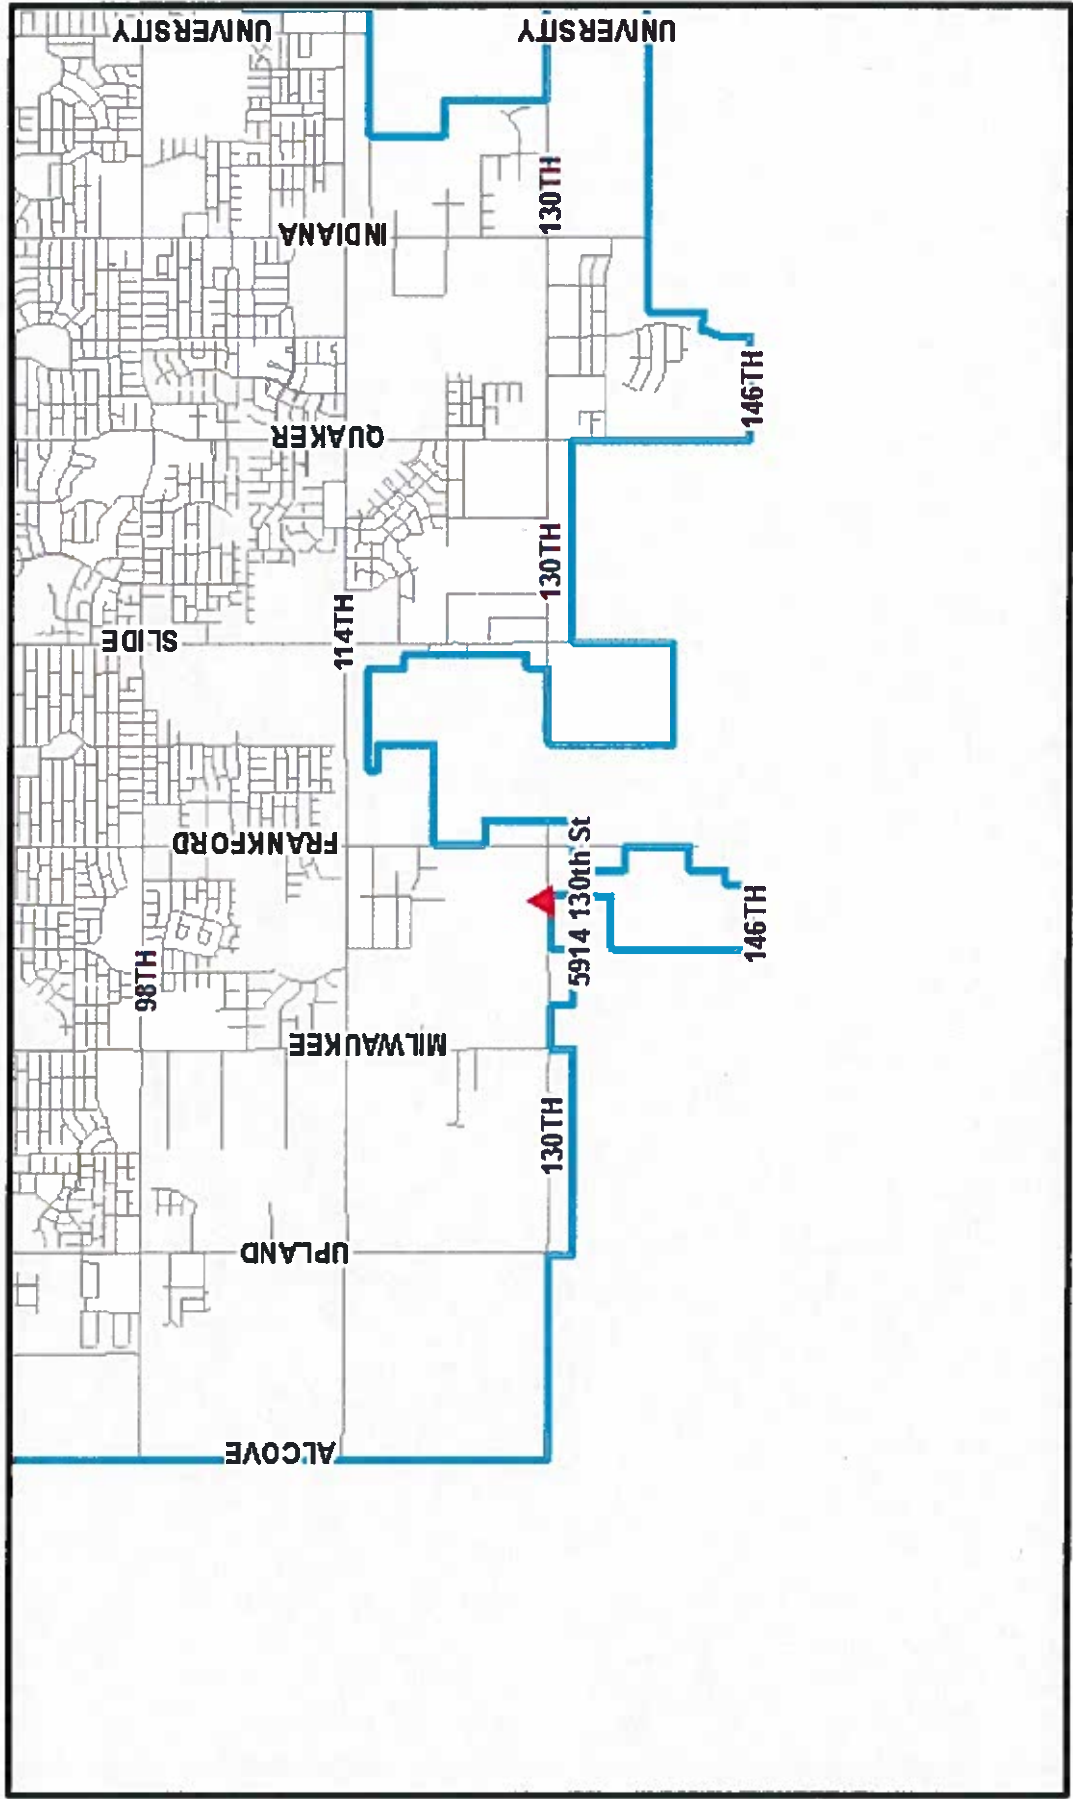 UNIVERSITY
UNIVERSITY
130TH
INDIANA
146TH
QUAKER
130TH
114TH
SLIDE
FRANKFORD
5914 130th St
146TH
98TH
MILWAUKEE
130TH
UPLAND
ALCOVE